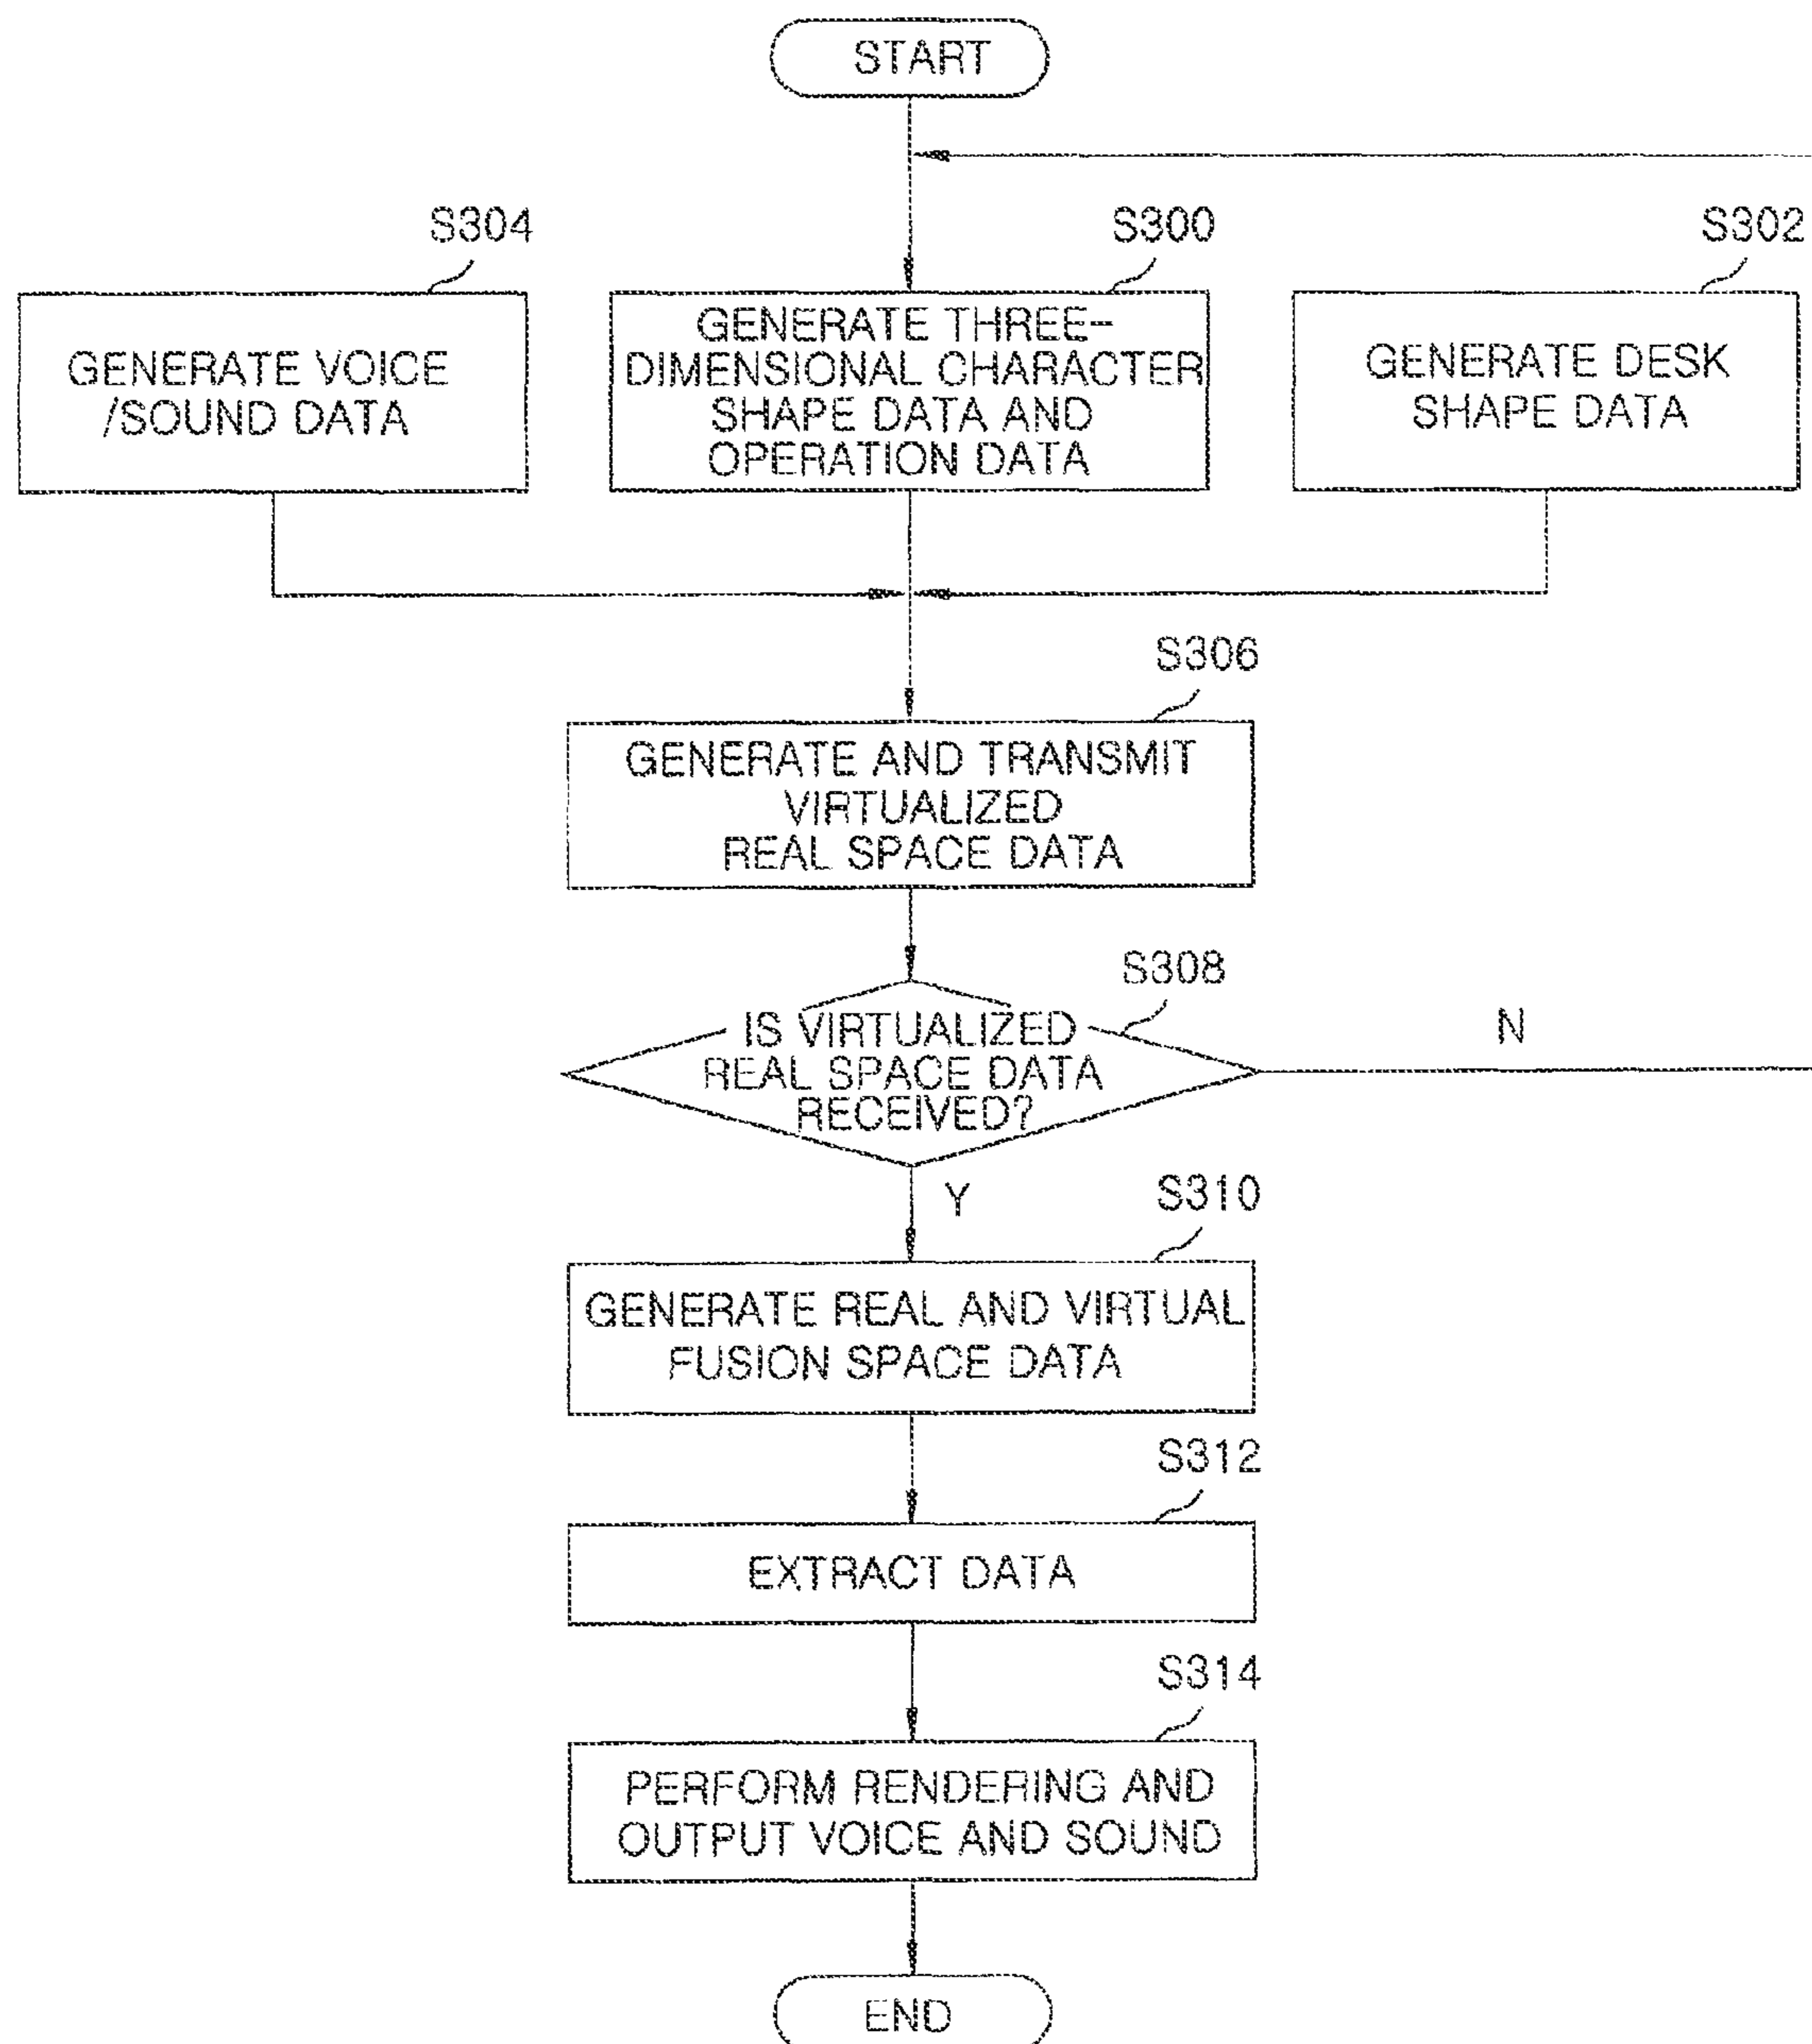 START
S304
GENERATE VOICE
/SOUND DATA
S300
GENERATE THREE-
DIMENSIONAL CHARACTER
SHAPE DATA AND
OPERATION DATA
S302
GENERATE DESK
SHAPE DATA
S306
GENERATE AND TRANSMIT
VIRTUALIZED
REAL SPACE DATA
S308
IS VIRTUALIZED
REAL SPACE DATA
RECEIVED?
N
Y
S310
GENERATE REAL AND VIRTUAL
FUSION SPACE DATA
S312
EXTRACT DATA
S314
PERFORM RENDERING AND
OUTPUT VOICE AND SOUND
END